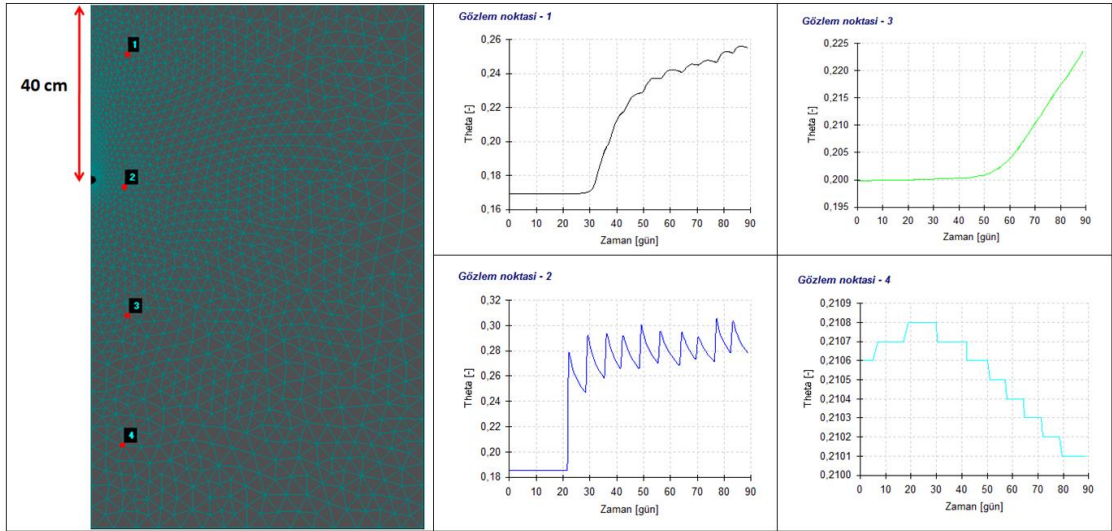 40 cm
1
2
3
4
Gözlem noktasi - 1
Theta [-]
0,26
0,24
0,22
0,20
0,18
0,16
0 10 20 30 40 50 60 70 80 90
Zaman [gün]
Gözlem noktasi - 3
Theta [-]
0,225
0,220
0,215
0,210
0,205
0,200
0,195
0 10 20 30 40 50 60 70 80 90
Zaman [gün]
Gözlem noktasi - 2
Theta [-]
0,32
0,30
0,28
0,26
0,24
0,22
0,20
0,18
0 10 20 30 40 50 60 70 80 90
Zaman [gün]
Gözlem noktasi - 4
Theta [-]
0,2109
0,2108
0,2107
0,2106
0,2105
0,2104
0,2103
0,2102
0,2101
0,2100
0 10 20 30 40 50 60 70 80 90
Zaman [gün]